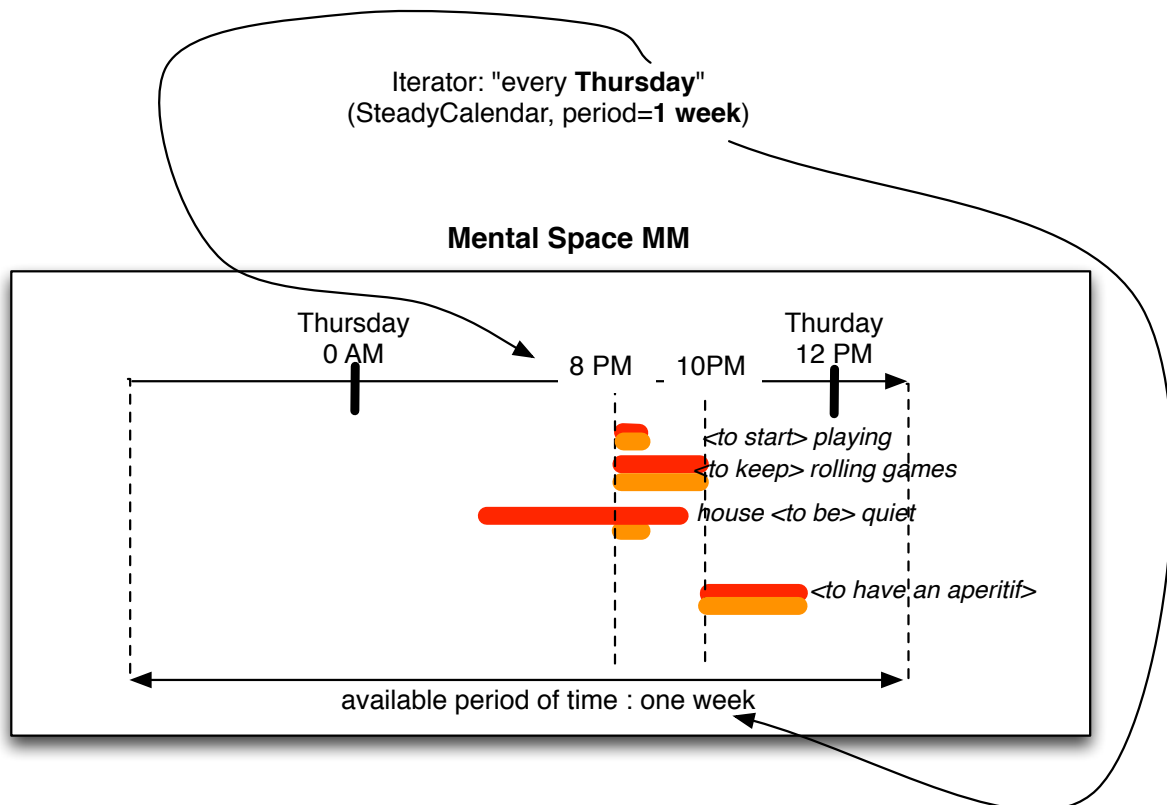 Iterator: "every Thursday"
(SteadyCalendar, period=1 week)
Mental Space MM
Thursday
0 AM
8 PM
10PM
Thurday
12 PM
<to start> playing
<to keep> rolling games
house <to be> quiet
<to have an aperitif>
available period of time : one week